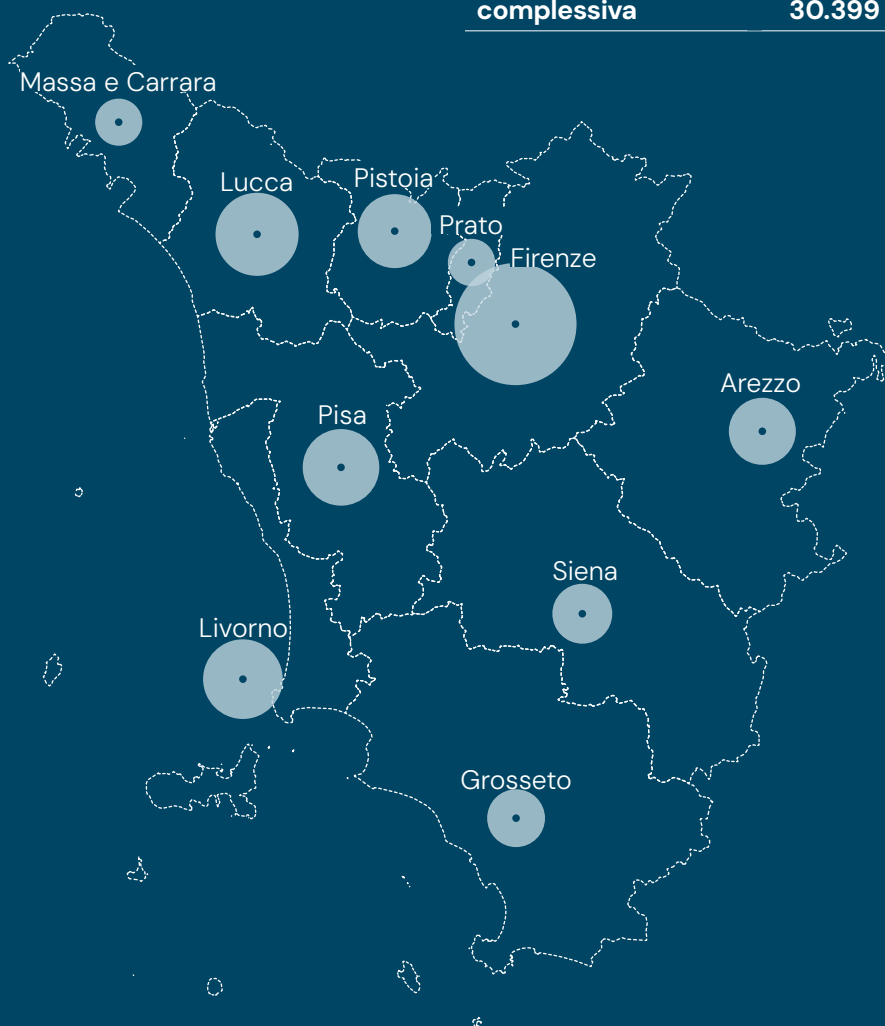 complessiva 30.399
Massa e Carrara
Lucca
Pistoia
Prato
Firenze
Arezzo
Pisa
Siena
Livorno
Grosseto